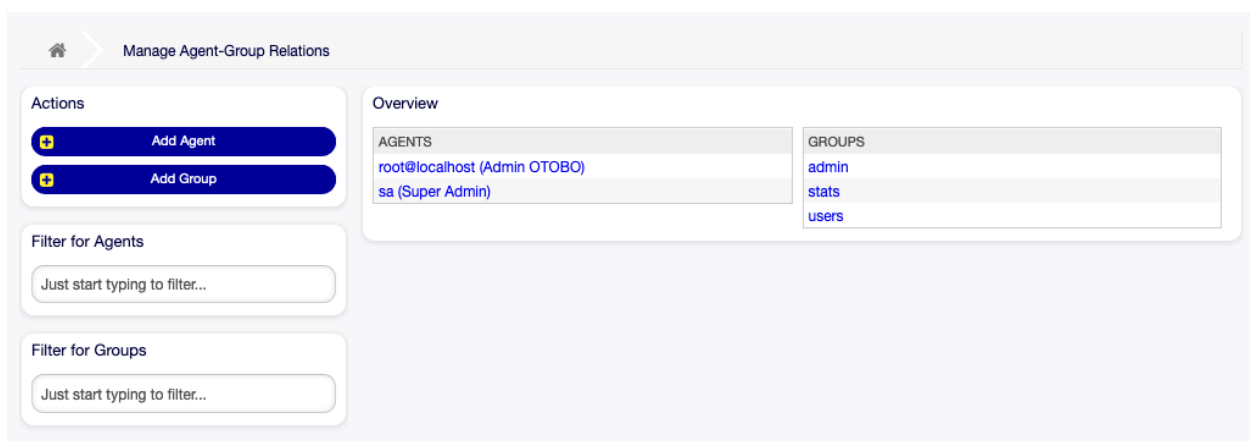 Manage Agent-Group Relations
Actions
Add Agent
Add Group
Filter for Agents
Just start typing to filter...
Filter for Groups
Just start typing to filter...
Overview
AGENTS
root@localhost (Admin OTOBO)
sa (Super Admin)
GROUPS
admin
stats
users